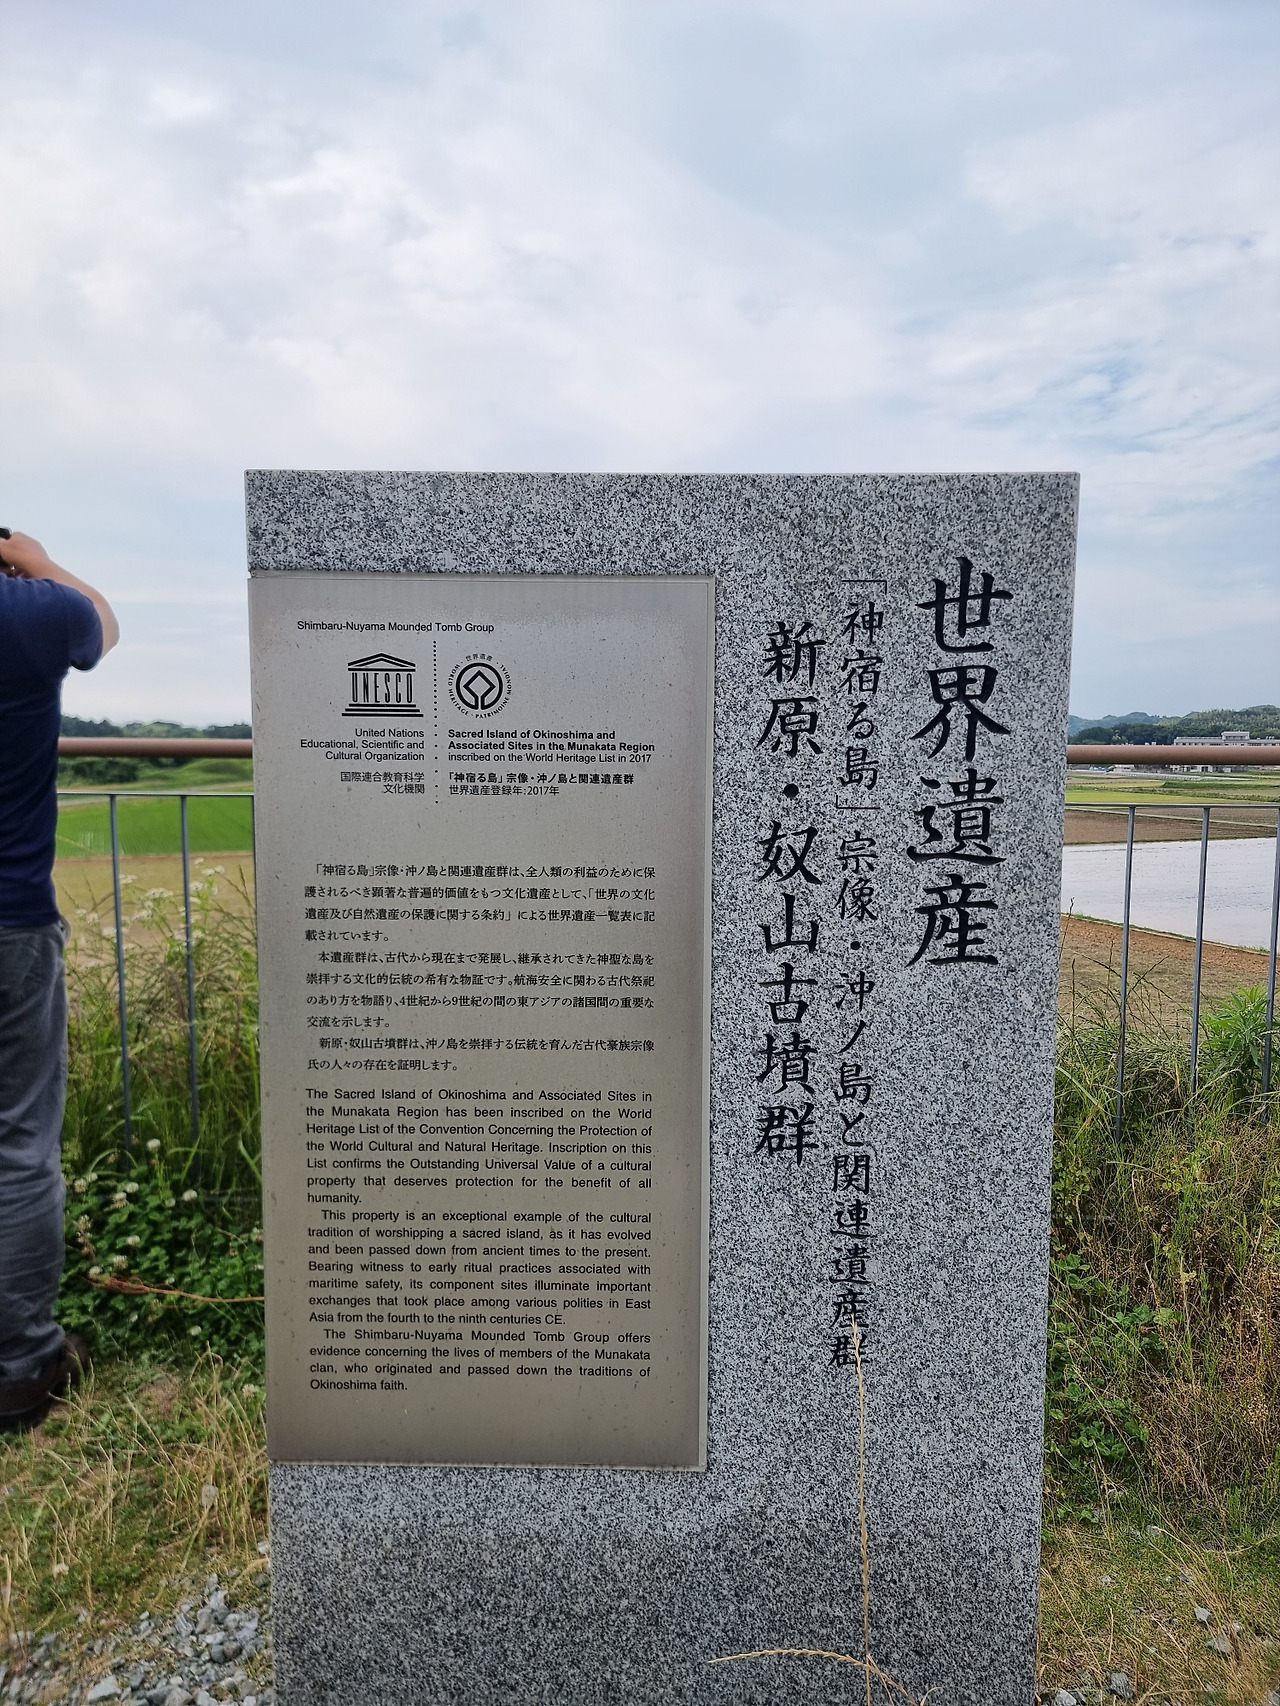 世界遺産
「神宿る島」宗像・沖ノ島と関連遺産群
新原・奴山古墳群
Shimbaru-Nuyama Mounded Tomb Group
UNESCO
・世界遺産・
WORLD HERITAGE・PATRIMOINE MONDIAL
United Nations
Educational, Scientific and
Cultural Organization
国際連合教育科学
文化機関
Sacred Island of Okinoshima and
Associated Sites in the Munakata Region
inscribed on the World Heritage List in 2017
「神宿る島」宗像・沖ノ島と関連遺産群
世界遺産登録年:2017年
「神宿る島」宗像・沖ノ島と関連遺産群は、全人類の利益のために保
護されるべき顕著な普遍的価値をもつ文化遺産として、「世界の文化
遺産及び自然遺産の保護に関する条約」による世界遺産一覧表に記
載されています。
本遺産群は、古代から現在まで発展し、継承されてきた神聖な島を
崇拝する文化的伝統の希有な物証です。航海安全に関わる古代祭祀
のあり方を物語り、4世紀から9世紀の間の東アジアの諸国間の重要な
交流を示します。
新原・奴山古墳群は、沖ノ島を崇拝する伝統を育んだ古代豪族宗像
氏の人々の存在を証明します。
The Sacred Island of Okinoshima and Associated Sites in
the Munakata Region has been inscribed on the World
Heritage List of the Convention Concerning the Protection of
the World Cultural and Natural Heritage. Inscription on this
List confirms the Outstanding Universal Value of a cultural
property that deserves protection for the benefit of all
humanity.
This property is an exceptional example of the cultural
tradition of worshipping a sacred island, as it has evolved
and been passed down from ancient times to the present.
Bearing witness to early ritual practices associated with
maritime safety, its component sites illuminate important
exchanges that took place among various polities in East
Asia from the fourth to the ninth centuries CE.
The Shimbaru-Nuyama Mounded Tomb Group offers
evidence concerning the lives of members of the Munakata
clan, who originated and passed down the traditions of
Okinoshima faith.